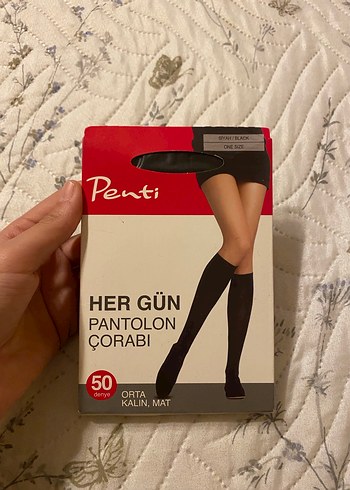 SİYAH / BLACK
ONE SIZE
Penti
HER GÜN
PANTOLON
ÇORABI
50
denye
ORTA
KALIN, MAT